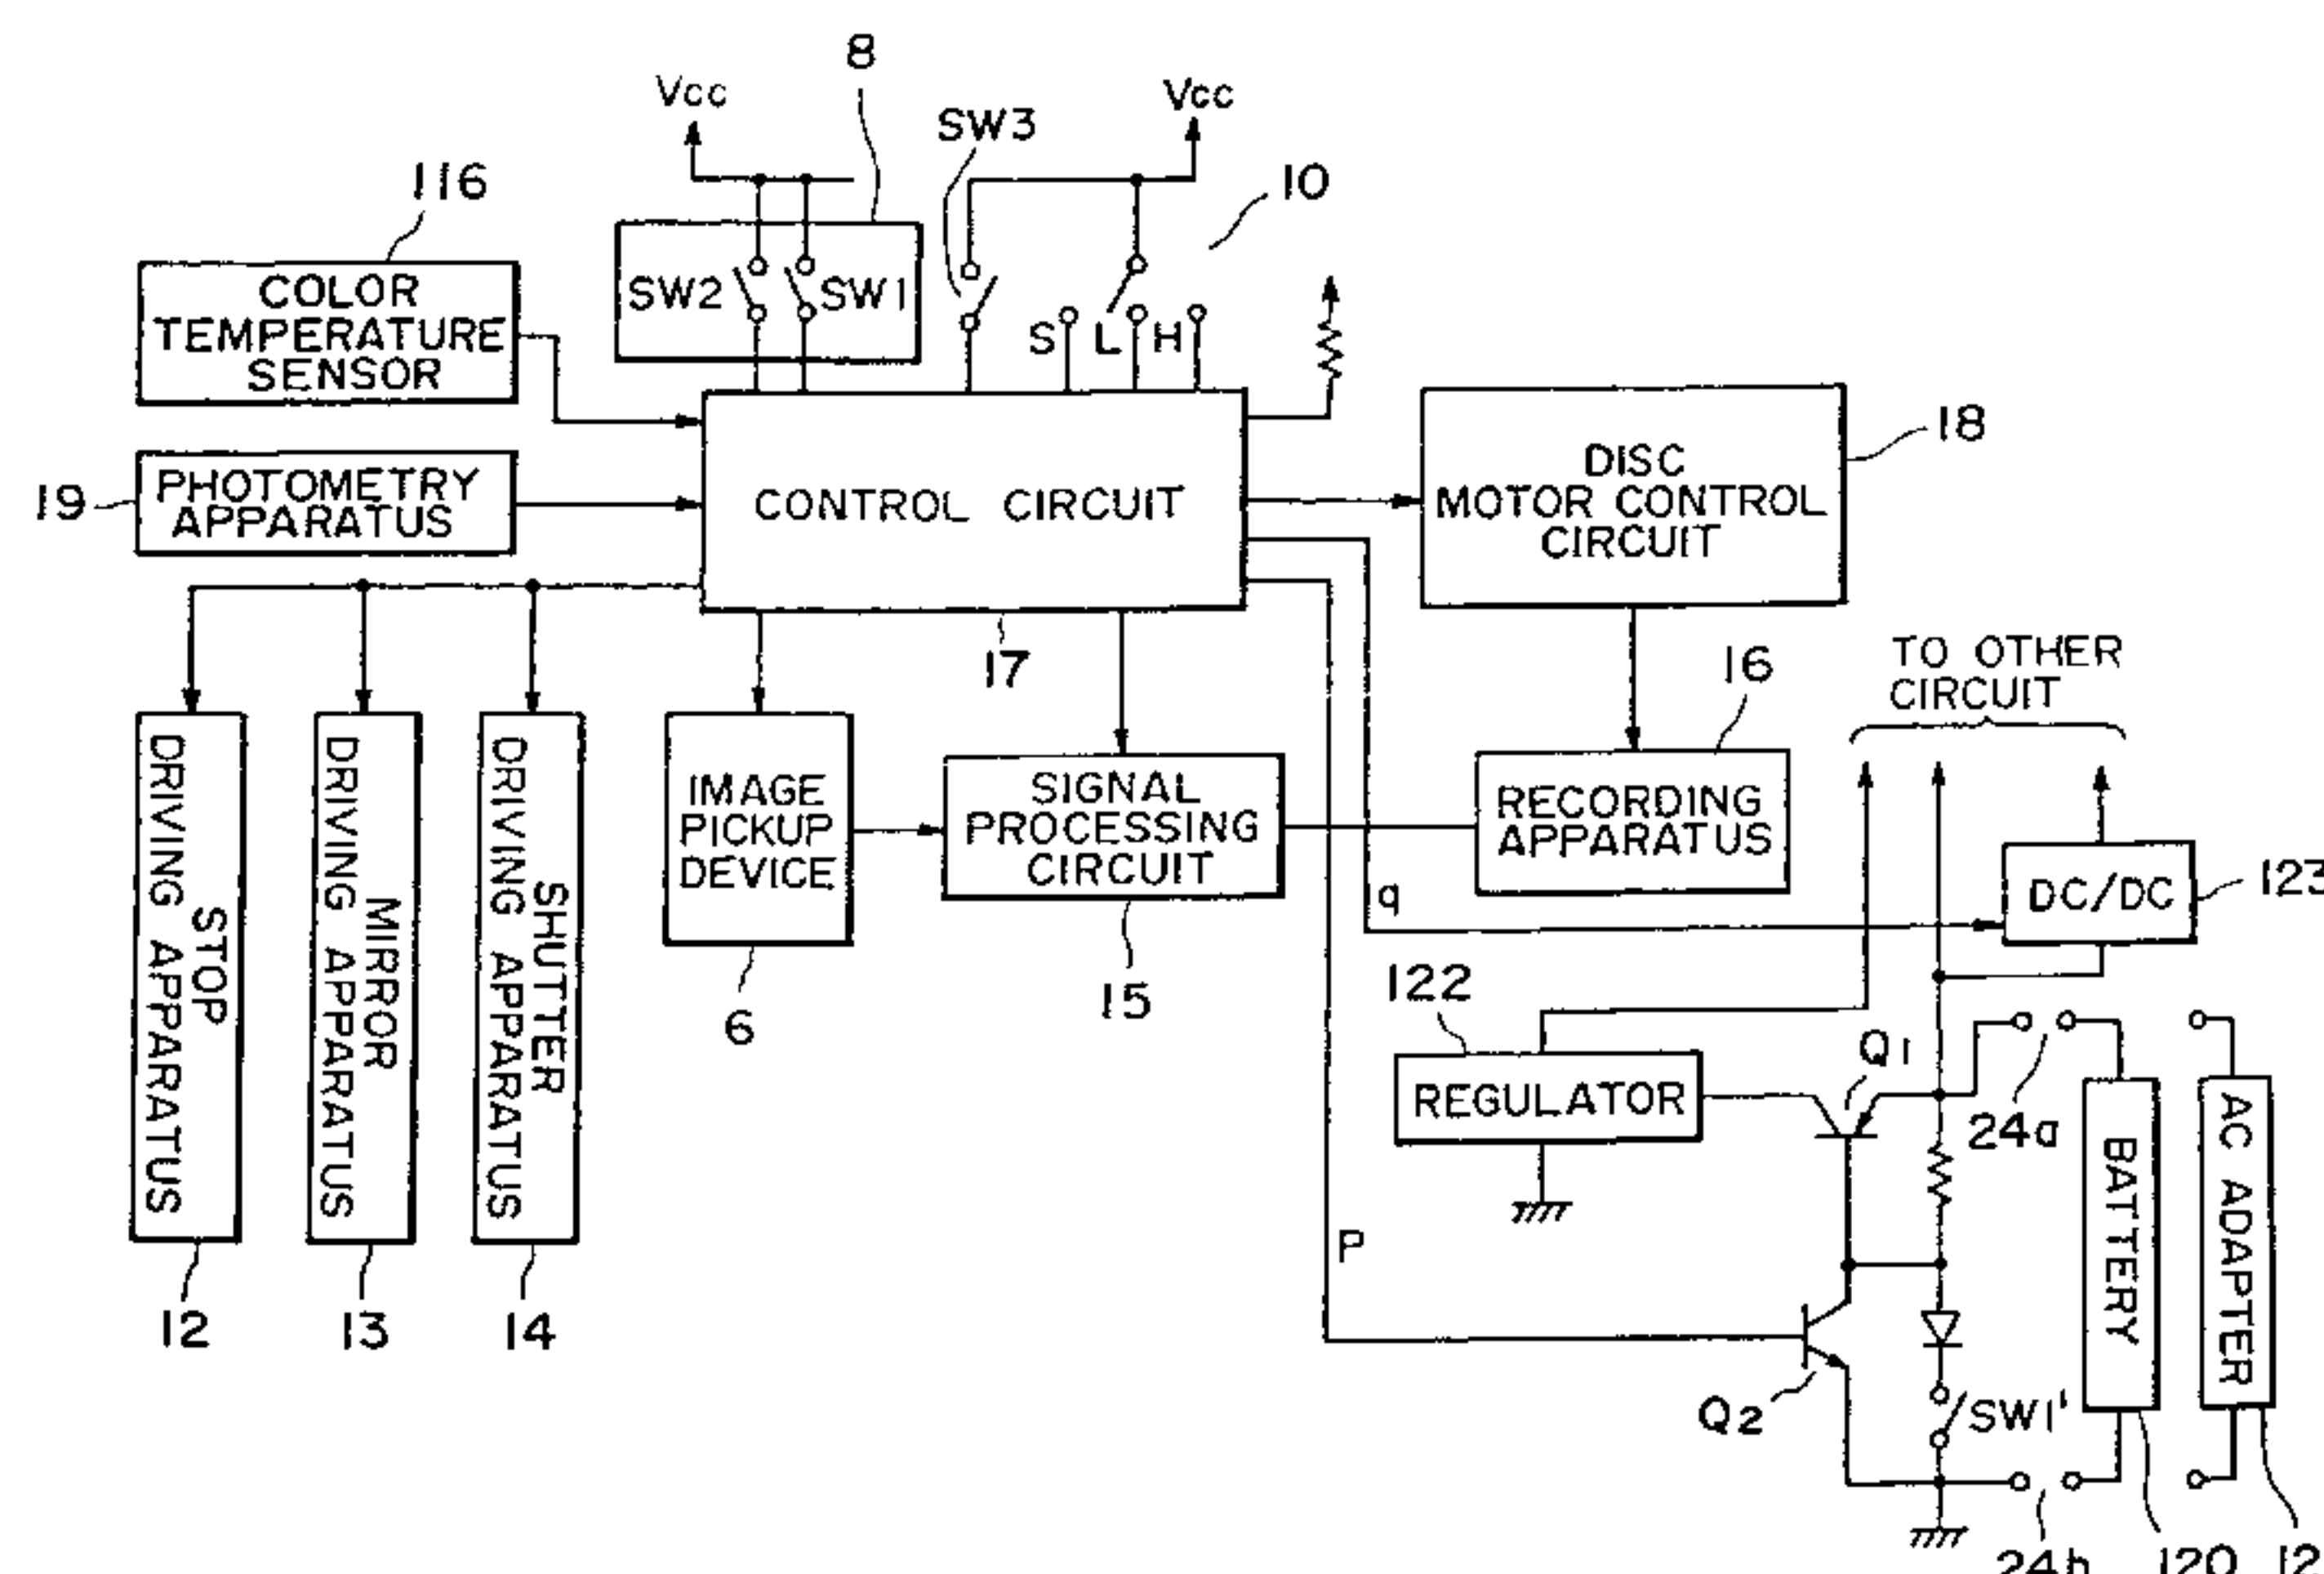 8
Vcc
Vcc
SW3
116
10
COLOR
TEMPERATURE
SENSOR
SW2
SW1
S
L
H
18
DISC
MOTOR CONTROL
CIRCUIT
19
PHOTOMETRY
APPARATUS
CONTROL CIRCUIT
17
TO OTHER
CIRCUIT
16
STOP
DRIVING APPARATUS
MIRROR
DRIVING APPARATUS
SHUTTER
DRIVING APPARATUS
IMAGE
PICKUP
DEVICE
SIGNAL
PROCESSING
CIRCUIT
RECORDING
APPARATUS
DC/DC
123
q
6
15
122
REGULATOR
Q1
24a
BATTERY
AC ADAPTER
P
12
13
14
Q2
SW1'
120